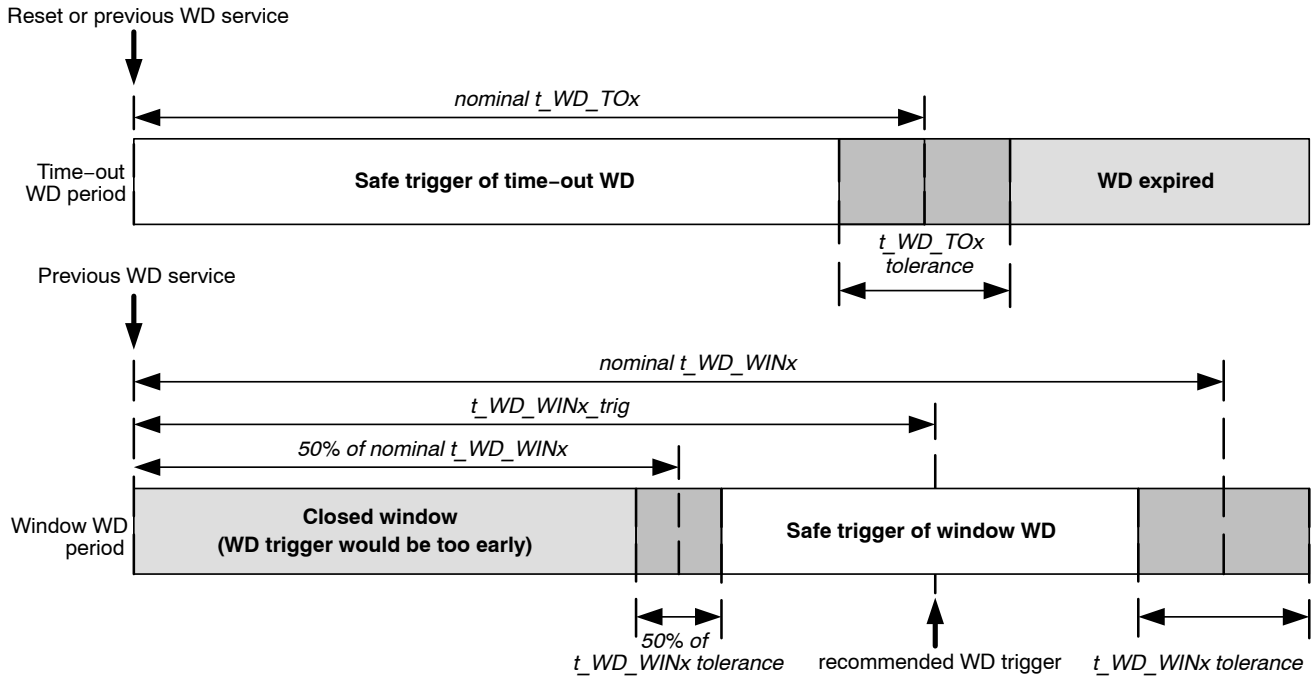 Reset or previous WD service
nominal t_WD_TOx
Time−out
WD period
Safe trigger of time−out WD
WD expired
t_WD_TOx
tolerance
Previous WD service
nominal t_WD_WINx
t_WD_WINx_trig
50% of nominal t_WD_WINx
Window WD
period
Closed window
(WD trigger would be too early)
Safe trigger of window WD
50% of
t_WD_WINx tolerance
recommended WD trigger
t_WD_WINx tolerance